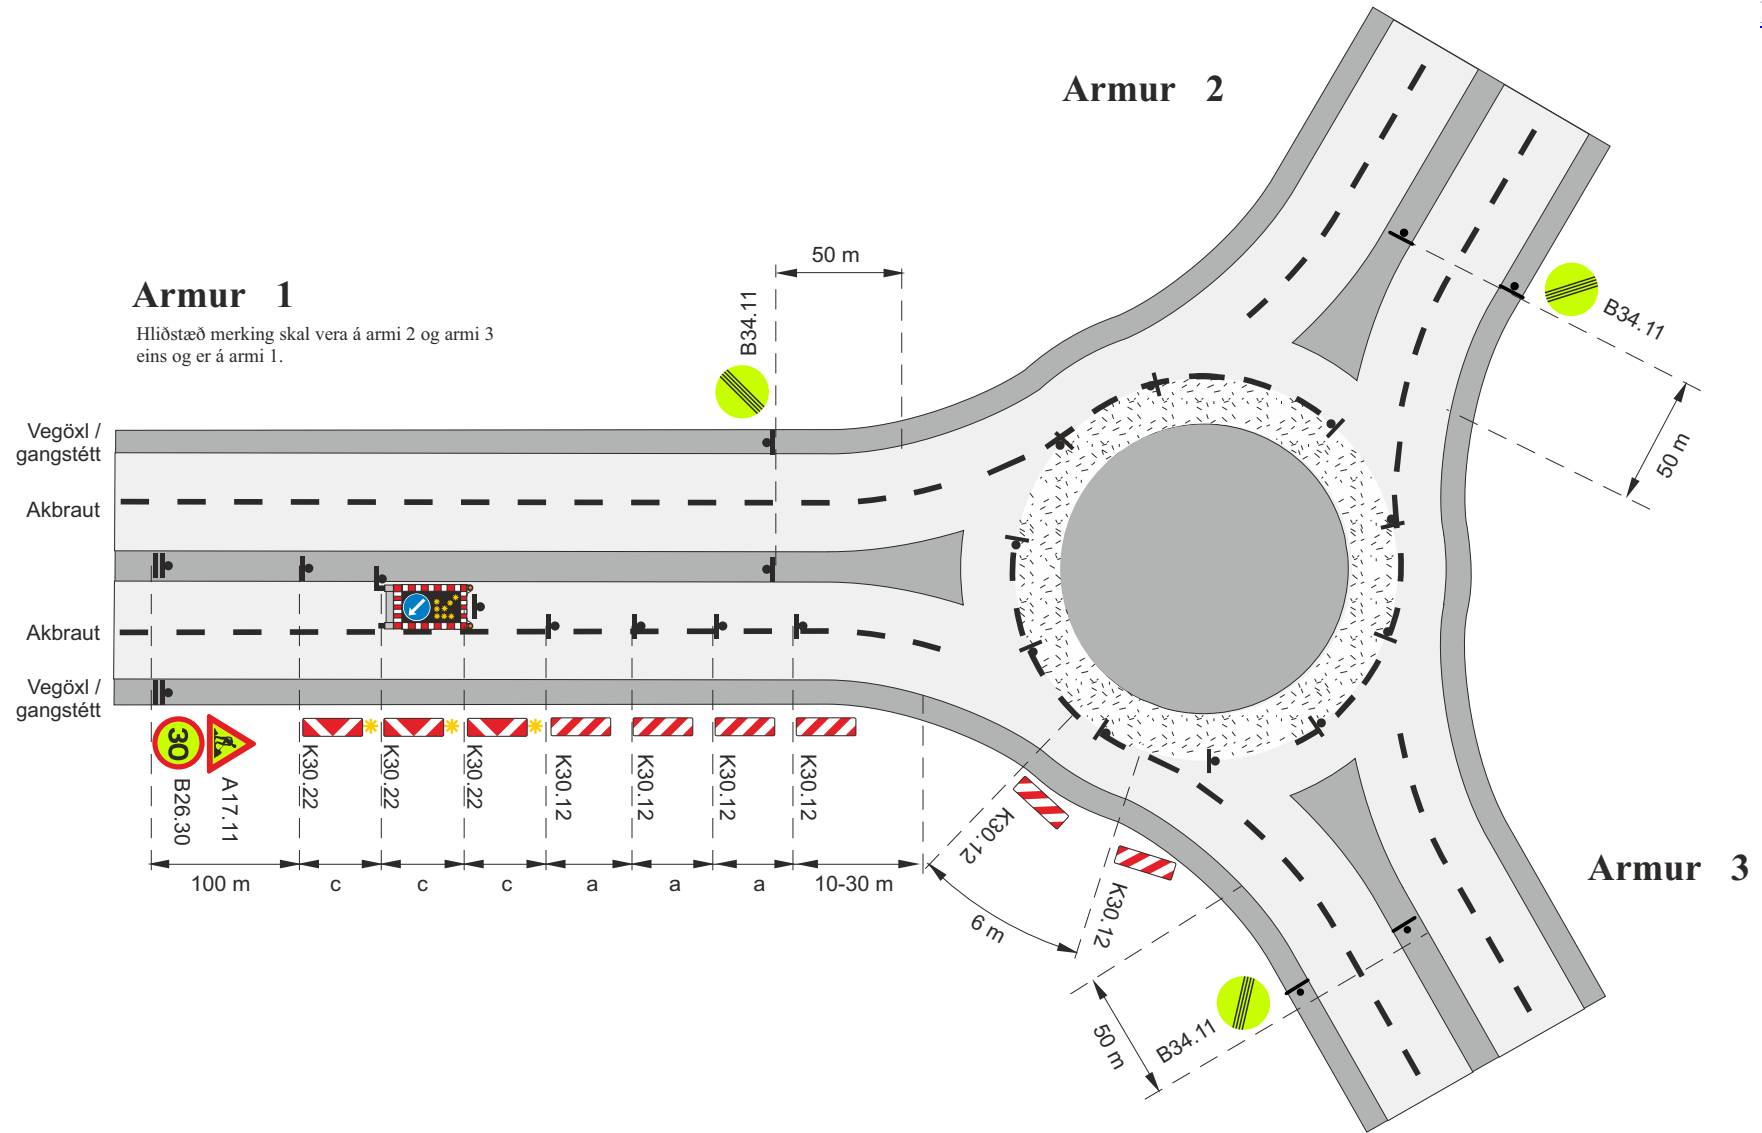 Armur 2
Armur 1
Hliðstæð merking skal vera á armi 2 og armi 3
eins og er á armi 1.
50 m
B34.11
B34.11
50 m
Vegöxl /
gangstétt
Akbraut
Akbraut
Vegöxl /
gangstétt
30
B26.30
A17.11
K30.22
K30.22
K30.22
K30.12
K30.12
K30.12
K30.12
100 m
c
c
c
a
a
a
10-30 m
K30.12
K30.12
6 m
Armur 3
B34.11
50 m